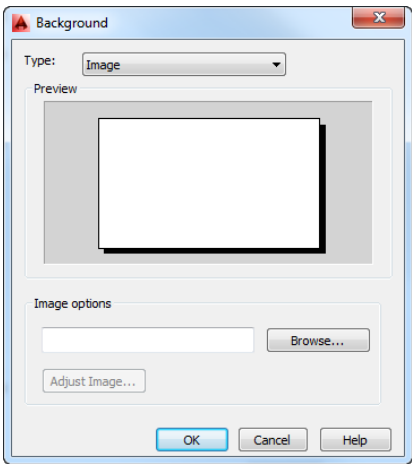 Background
Type: Image
Preview
Image options
Browse...
Adjust Image...
OK Cancel Help